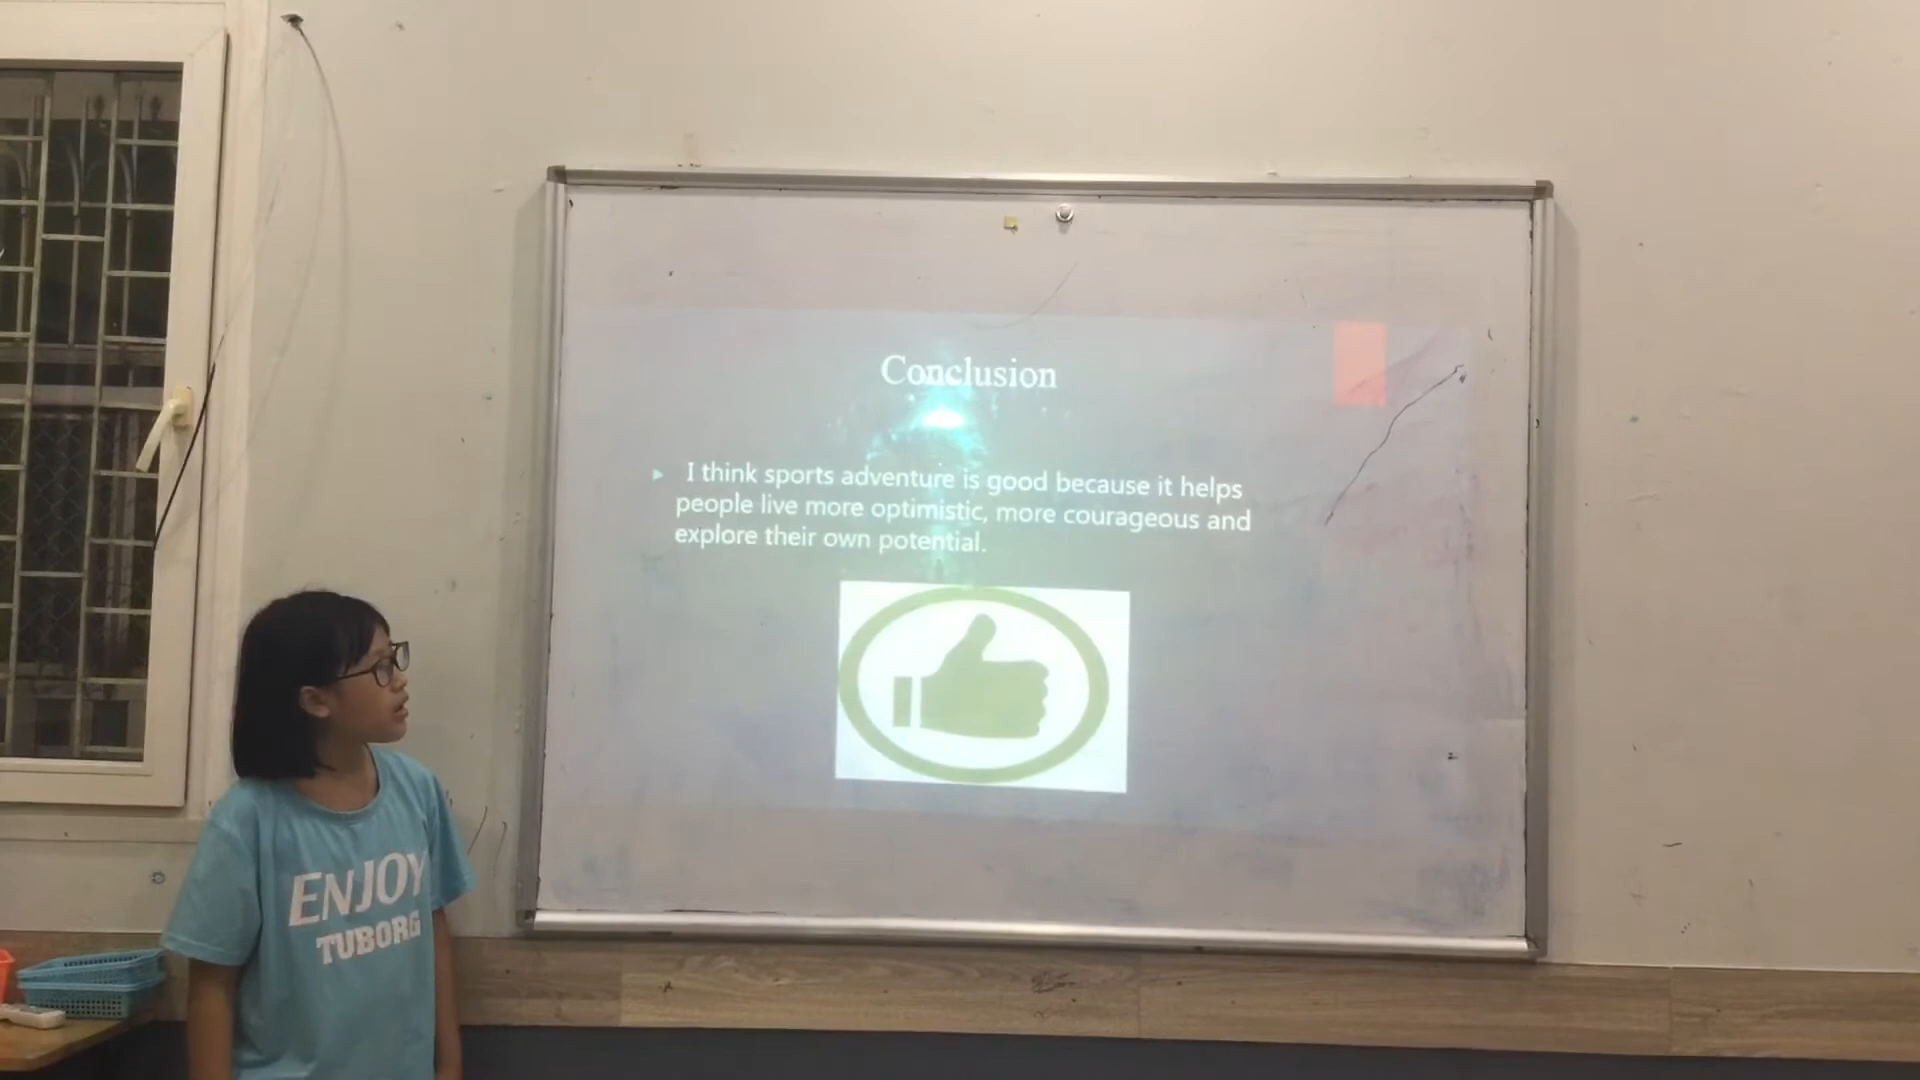 Conclusion
I think sports adventure is good because it helps
people live more optimistic, more courageous and
explore their own potential.
ENJOY
TUBORG